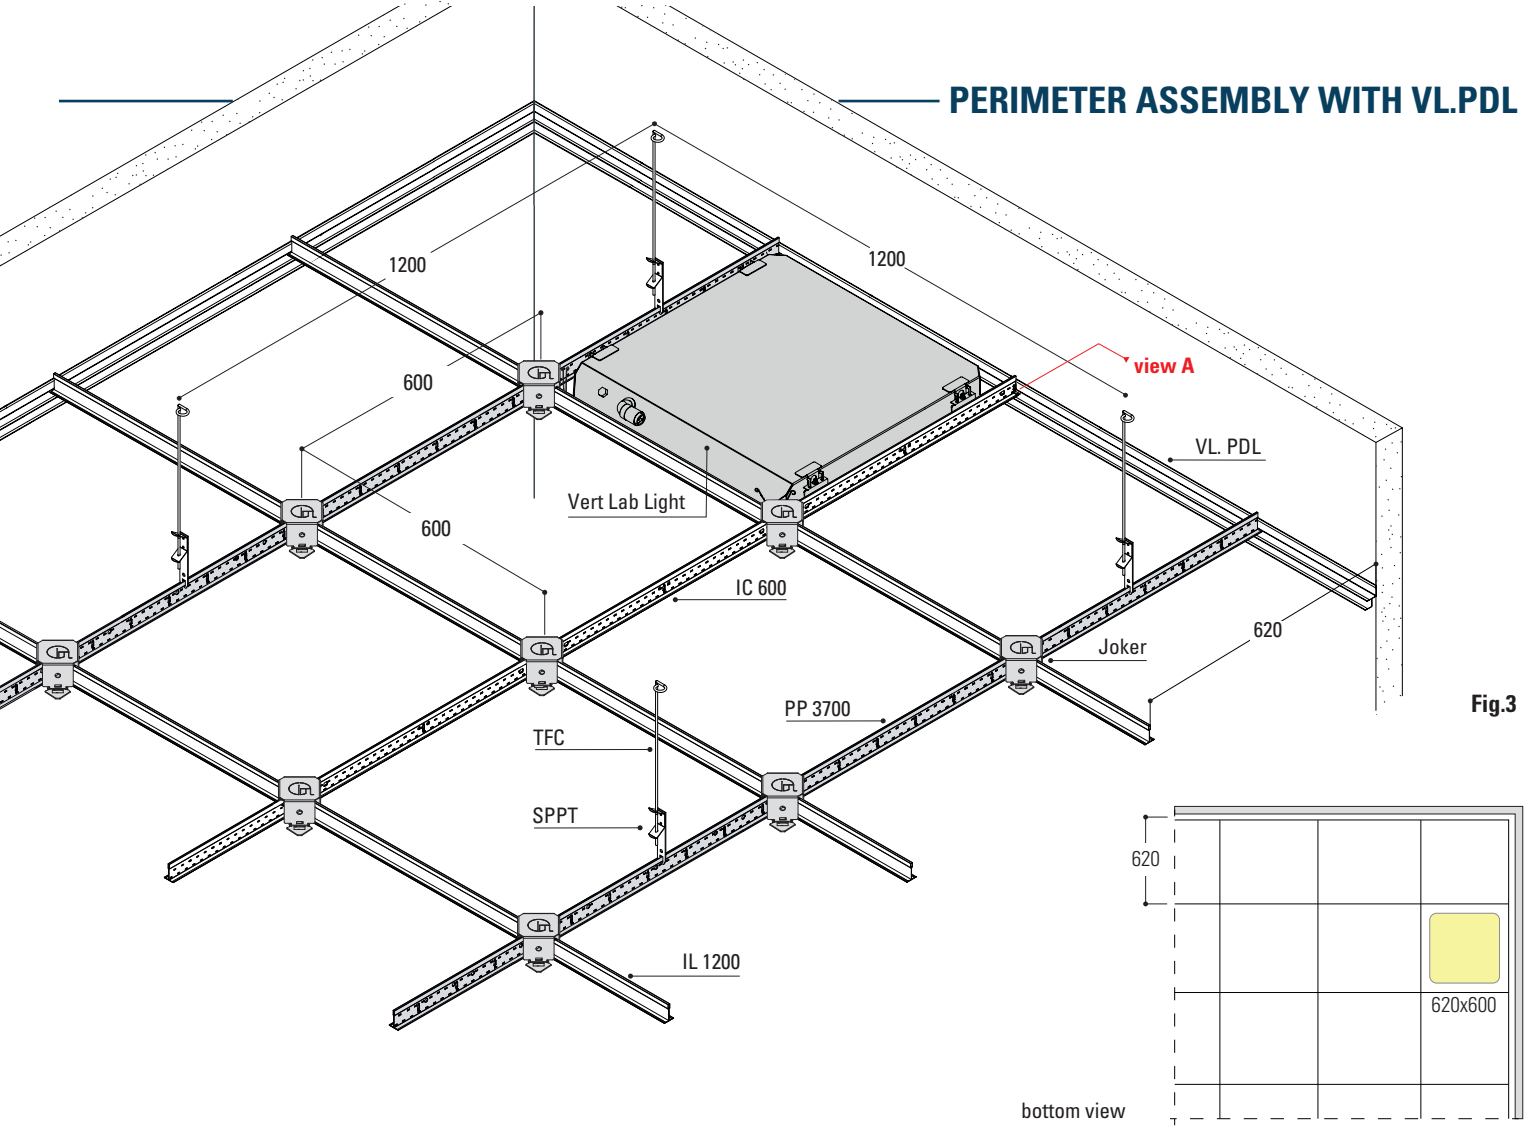 PERIMETER ASSEMBLY WITH VL.PDL
1200
1200
600
view A
VL. PDL
Vert Lab Light
600
IC 600
620
Joker
PP 3700
Fig.3
TFC
SPPT
620
IL 1200
620x600
bottom view